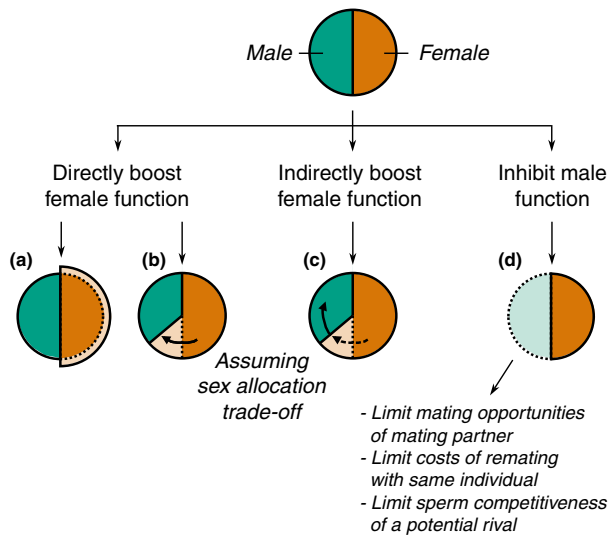 Male
Female
Directly boost
female function
Indirectly boost
female function
Inhibit male
function
(a)
(b)
(c)
(d)
Assuming
sex allocation
trade-off
- Limit mating opportunities
of mating partner
- Limit costs of remating
with same individual
- Limit sperm competitiveness
of a potential rival